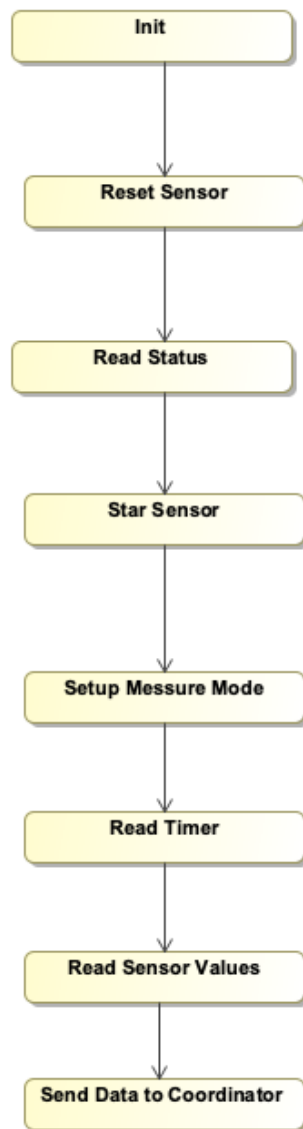 Init
Reset Sensor
Read Status
Star Sensor
Setup Messure Mode
Read Timer
Read Sensor Values
Send Data to Coordinator